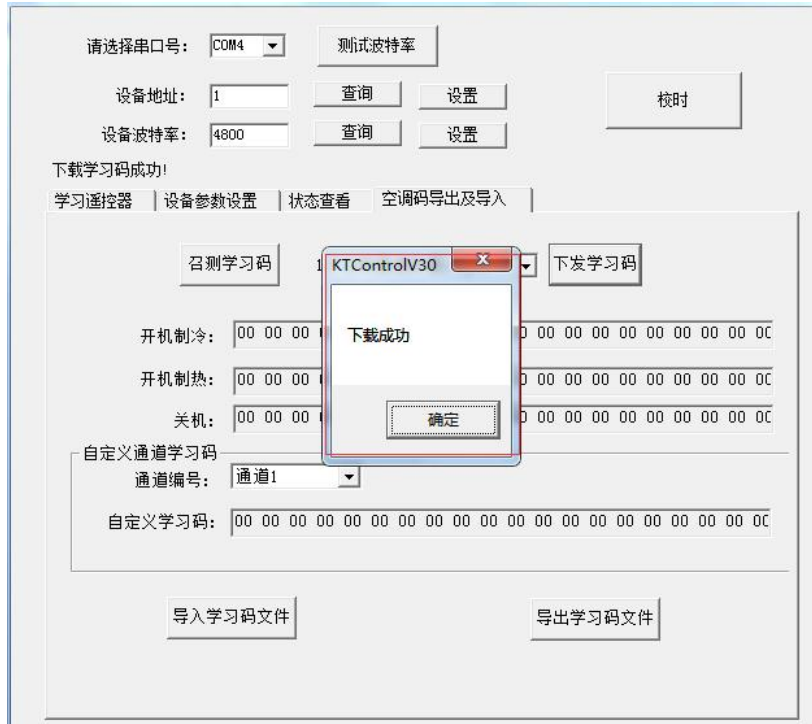 请选择串口号: COM4 测试波特率
设备地址: 1 查询 设置 校时
设备波特率: 4800 查询 设置
下载学习码成功!
学习遥控器 设备参数设置 状态查看 空调码导出及导入
召测学习码 下发学习码
KTControlV30
下载成功
确定
开机制冷: 00 00 00 00 00 00 00 00 00 00 00 00
开机制热: 00 00 00 00 00 00 00 00 00 00 00 00
关机: 00 00 00 00 00 00 00 00 00 00 00 00
自定义通道学习码
通道编号: 通道1
自定义学习码: 00 00 00 00 00 00 00 00 00 00 00 00 00 00 00 00 00 00 00 00
导入学习码文件 导出学习码文件